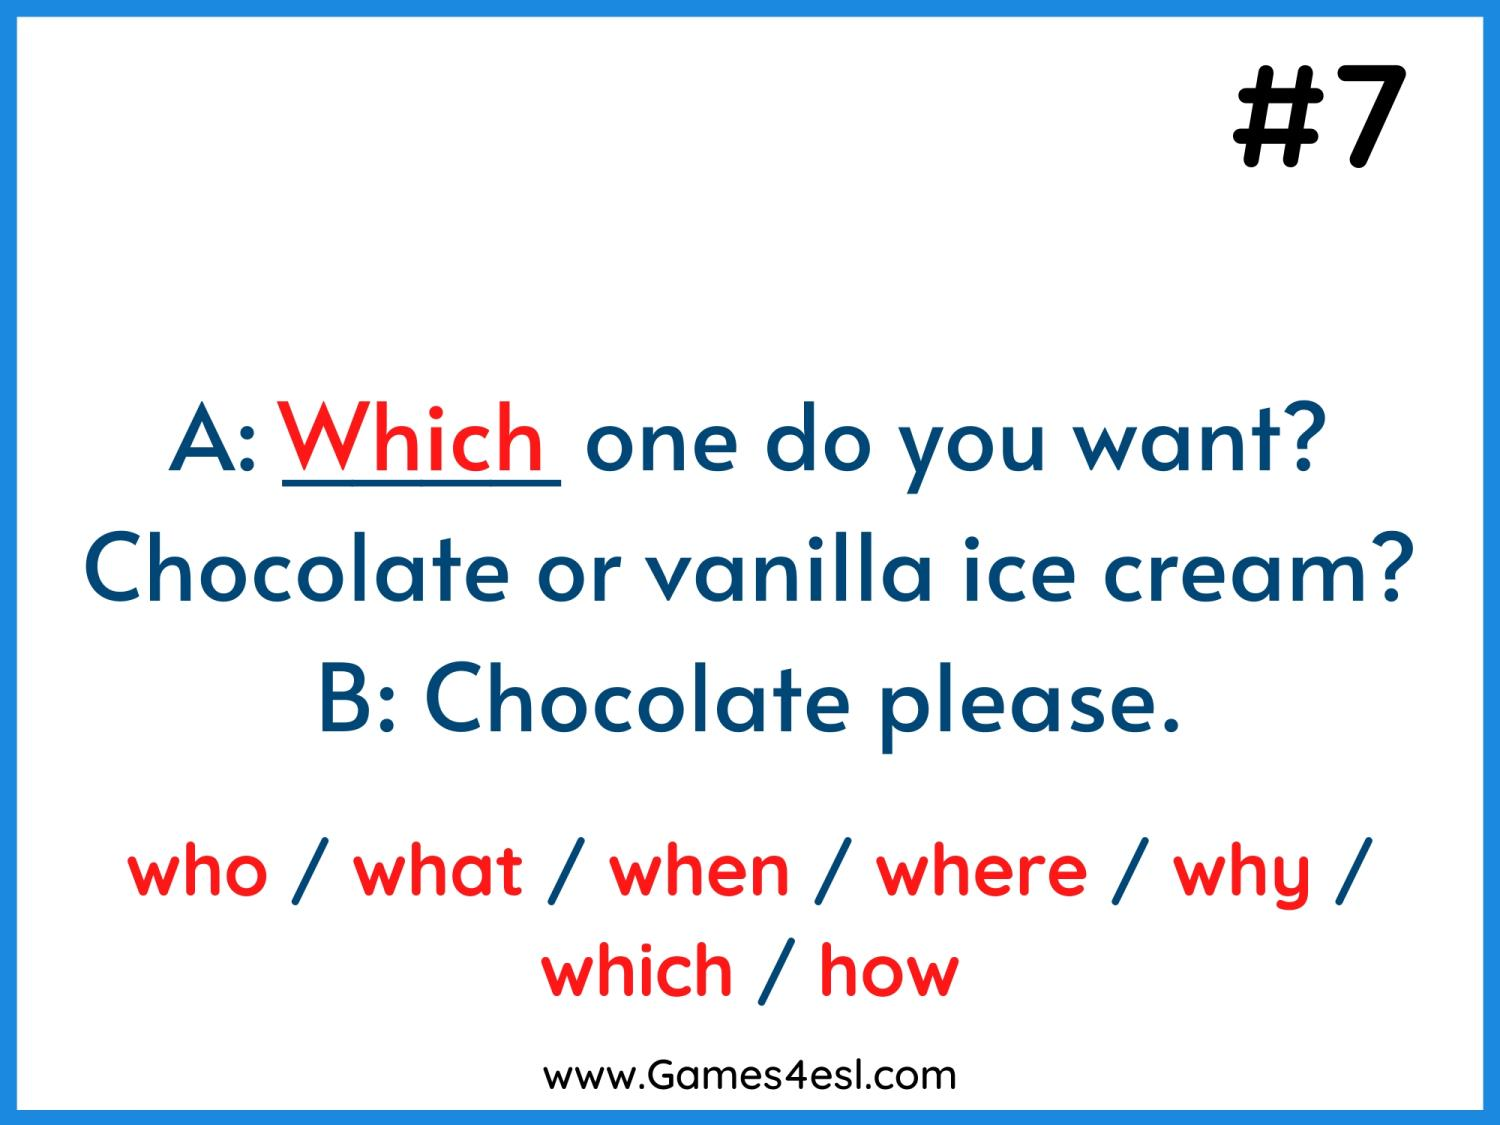 #7
A: Which one do you want?
Chocolate or vanilla ice cream?
B: Chocolate please.
who / what / when / where / why /
which / how
www.Games4esl.com